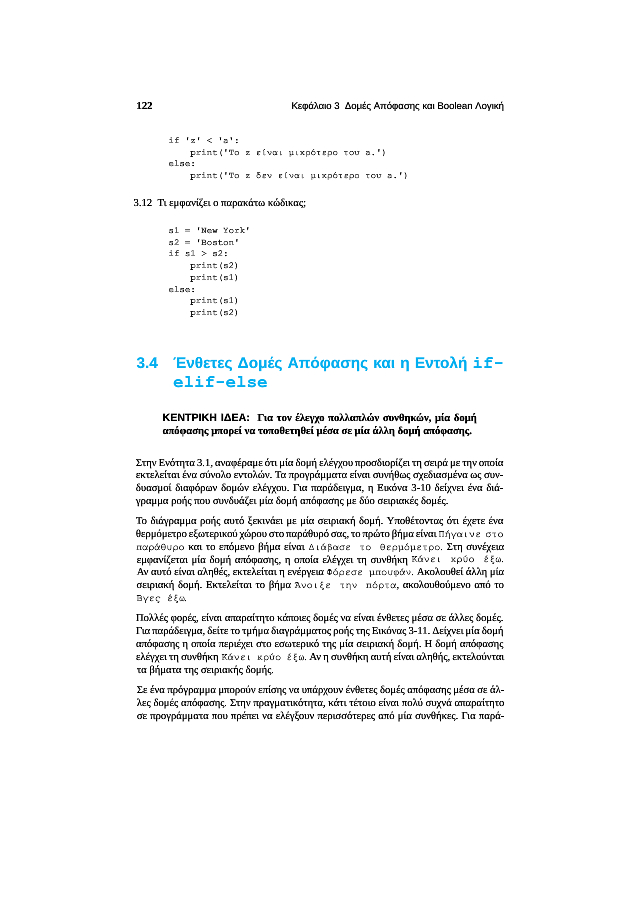 122 Κεφάλαιο 3 Δομές Απόφασης και Boolean Λογική
if 'z' < 'a':
print('Το z είναι μικρότερο του a.')
else:
print('Το z δεν είναι μικρότερο του a.')
3.12 Τι εμφανίζει ο παρακάτω κώδικας;
s1 = 'New York'
s2 = 'Boston'
if s1 > s2:
print(s2)
print(s1)
else:
print(s1)
print(s2)
3.4 Ένθετες Δομές Απόφασης και η Εντολή if-
elif-else
ΚΕΝΤΡΙΚΗ ΙΔΕΑ: Για τον έλεγχο πολλαπλών συνθηκών, μία δομή
απόφασης μπορεί να τοποθετηθεί μέσα σε μία άλλη δομή απόφασης.
Στην Ενότητα 3.1, αναφέραμε ότι μία δομή ελέγχου προσδιορίζει τη σειρά με την οποία
εκτελείται ένα σύνολο εντολών. Τα προγράμματα είναι συνήθως σχεδιασμένα ως συν-
δυασμοί διαφόρων δομών ελέγχου. Για παράδειγμα, η Εικόνα 3-10 δείχνει ένα διά-
γραμμα ροής που συνδυάζει μία δομή απόφασης με δύο σειριακές δομές.
Το διάγραμμα ροής αυτό ξεκινάει με μία σειριακή δομή. Υποθέτοντας ότι έχετε ένα
θερμόμετρο εξωτερικού χώρου στο παράθυρό σας, το πρώτο βήμα είναι Πήγαινε στο
παράθυρο και το επόμενο βήμα είναι Διάβασε το θερμόμετρο. Στη συνέχεια
εμφανίζεται μία δομή απόφασης, η οποία ελέγχει τη συνθήκη Κάνει κρύο έξω.
Αν αυτό είναι αληθές, εκτελείται η ενέργεια Φόρεσε μπουφάν. Ακολουθεί άλλη μία
σειριακή δομή. Εκτελείται το βήμα Άνοιξε την πόρτα, ακολουθούμενο από το
Βγες έξω.
Πολλές φορές, είναι απαραίτητο κάποιες δομές να είναι ένθετες μέσα σε άλλες δομές.
Για παράδειγμα, δείτε το τμήμα διαγράμματος ροής της Εικόνας 3-11. Δείχνει μία δομή
απόφασης η οποία περιέχει στο εσωτερικό της μία σειριακή δομή. Η δομή απόφασης
ελέγχει τη συνθήκη Κάνει κρύο έξω. Αν η συνθήκη αυτή είναι αληθής, εκτελούνται
τα βήματα της σειριακής δομής.
Σε ένα πρόγραμμα μπορούν επίσης να υπάρχουν ένθετες δομές απόφασης μέσα σε άλ-
λες δομές απόφασης. Στην πραγματικότητα, κάτι τέτοιο είναι πολύ συχνά απαραίτητο
σε προγράμματα που πρέπει να ελέγξουν περισσότερες από μία συνθήκες. Για παρά-